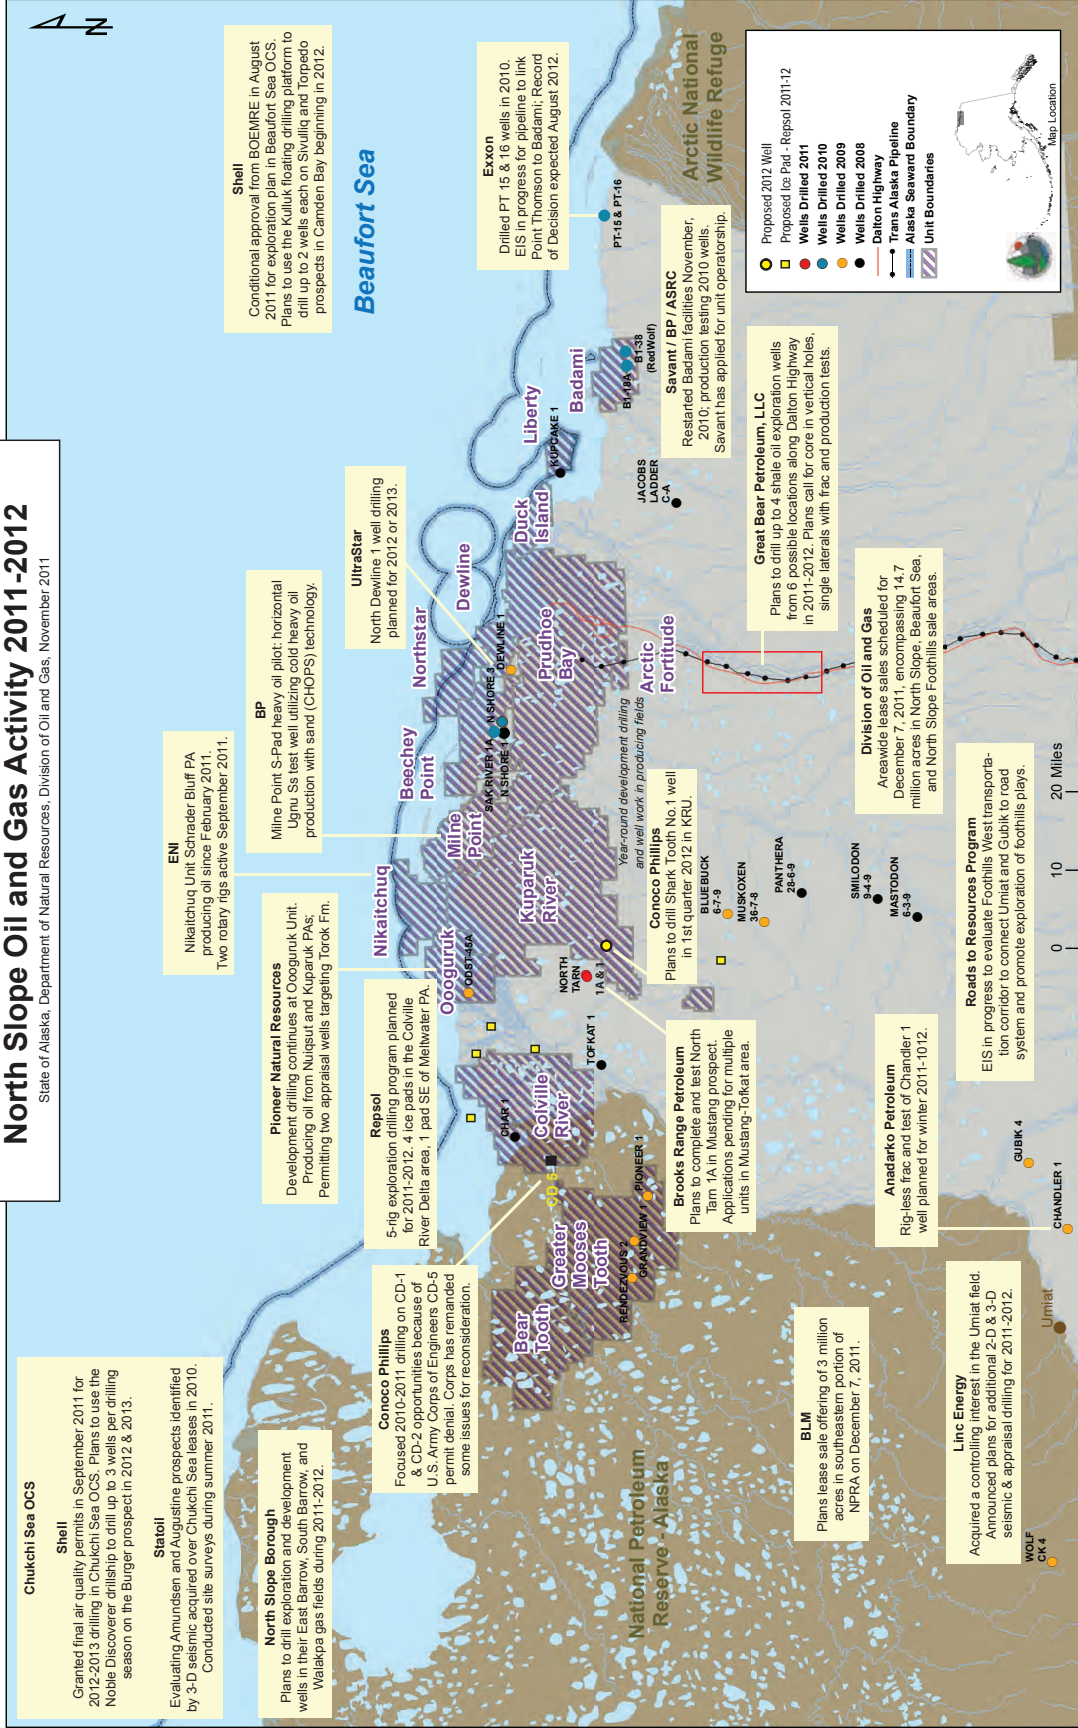 North Slope Oil and Gas Activity 2011-2012
State of Alaska, Department of Natural Resources, Division of Oil and Gas, November 2011
N
Chukchi Sea OCS
Shell
Granted final air quality permits in September 2011 for
2012-2013 drilling in Chukchi Sea OCS. Plans to use the
Noble Discoverer drillship to drill up to 3 wells per drilling
season on the Burger prospect in 2012 & 2013.
Statoil
Evaluating Amundsen and Augustine prospects identified
by 3-D seismic acquired over Chukchi Sea leases in 2010.
Conducted site surveys during summer 2011.
North Slope Borough
Plans to drill exploration and development
wells in their East Barrow, South Barrow, and
Walakpa gas fields during 2011-2012.
Conoco Phillips
Focused 2010-2011 drilling on CD-1
& CD-2 opportunities because of
U.S. Army Corps of Engineers CD-5
permit denial. Corps has remanded
some issues for reconsideration.
Pioneer Natural Resources
Development drilling continues at Oooguruk Unit.
Producing oil from Nuiqsut and Kuparuk PAs;
Permitting two appraisal wells targeting Torok Fm.
Repsol
5-rig exploration drilling program planned
for 2011-2012. 4 ice pads in the Colville
River Delta area, 1 pad SE of Meltwater PA.
ENI
Nikaitchuq Unit Schrader Bluff PA
producing oil since February 2011.
Two rotary rigs active September 2011.
BP
Milne Point S-Pad heavy oil pilot: horizontal
Ugnu Ss test well utilizing cold heavy oil
production with sand (CHOPS) technology.
UltraStar
North Dewline 1 well drilling
planned for 2012 or 2013.
Shell
Conditional approval from BOEMRE in August
2011 for exploration plan in Beaufort Sea OCS.
Plans to use the Kulluk floating drilling platform to
drill up to 2 wells each on Sivulliq and Torpedo
prospects in Camden Bay beginning in 2012.
Beaufort Sea
Exxon
Drilled PT 15 & 16 wells in 2010.
EIS in progress for pipeline to link
Point Thomson to Badami; Record
of Decision expected August 2012.
PT-15 & PT-16
Arctic National
Wildlife Refuge
Nikaitchuq
Oooguruk
ODST-45A
Milne
Point
Beechey
Point
Northstar
Dewline
Duck
Island
Liberty
Badami
KUPCAKE 1
B1-18A
B1-38
(RedWolf)
SAK RIVER 1A
N SHORE 1
N SHORE 3
DEWLINE 1
Prudhoe
Bay
Kuparuk
River
Arctic
Fortitude
Year-round development drilling
and well work in producing fields
JACOBS
LADDER
C-A
Savant / BP / ASRC
Restarted Badami facilities November,
2010; production testing 2010 wells.
Savant has applied for unit operatorship.
CHAR 1
Colville
River
CD 5
TOFKAT 1
NORTH
TARN
1A & 1
Greater
Mooses
Tooth
Bear
Tooth
RENDEZVOUS 2
GRANDVIEW 1
PIONEER 1
Conoco Phillips
Plans to drill Shark Tooth No.1 well
in 1st quarter 2012 in KRU.
Brooks Range Petroleum
Plans to complete and test North
Tarn 1A in Mustang prospect.
Applications pending for multiple
units in Mustang-Tofkat area.
BLUEBUCK
6-7-9
MUSKOXEN
36-7-8
PANTHERA
28-6-9
SMILODON
9-4-9
MASTODON
6-3-9
Great Bear Petroleum, LLC
Plans to drill up to 4 shale oil exploration wells
from 6 possible locations along Dalton Highway
in 2011-2012. Plans call for core in vertical holes,
single laterals with frac and production tests.
Division of Oil and Gas
Areawide lease sales scheduled for
December 7, 2011, encompassing 14.7
million acres in North Slope, Beaufort Sea,
and North Slope Foothills sale areas.
National Petroleum
Reserve - Alaska
BLM
Plans lease sale offering of 3 million
acres in southeastern portion of
NPRA on December 7, 2011.
Linc Energy
Acquired a controlling interest in the Umiat field.
Announced plans for additional 2-D & 3-D
seismic & appraisal drilling for 2011-2012.
WOLF
CK 4
Umiat
Anadarko Petroleum
Rig-less frac and test of Chandler 1
well planned for winter 2011-1012.
GUBIK 4
CHANDLER 1
Roads to Resources Program
EIS in progress to evaluate Foothills West transporta-
tion corridor to connect Umiat and Gubik to road
system and promote exploration of foothills plays.
0 10 20 Miles
Proposed 2012 Well
Proposed Ice Pad - Repsol 2011-12
Wells Drilled 2011
Wells Drilled 2010
Wells Drilled 2009
Wells Drilled 2008
Dalton Highway
Trans Alaska Pipeline
Alaska Seaward Boundary
Unit Boundaries
Map Location